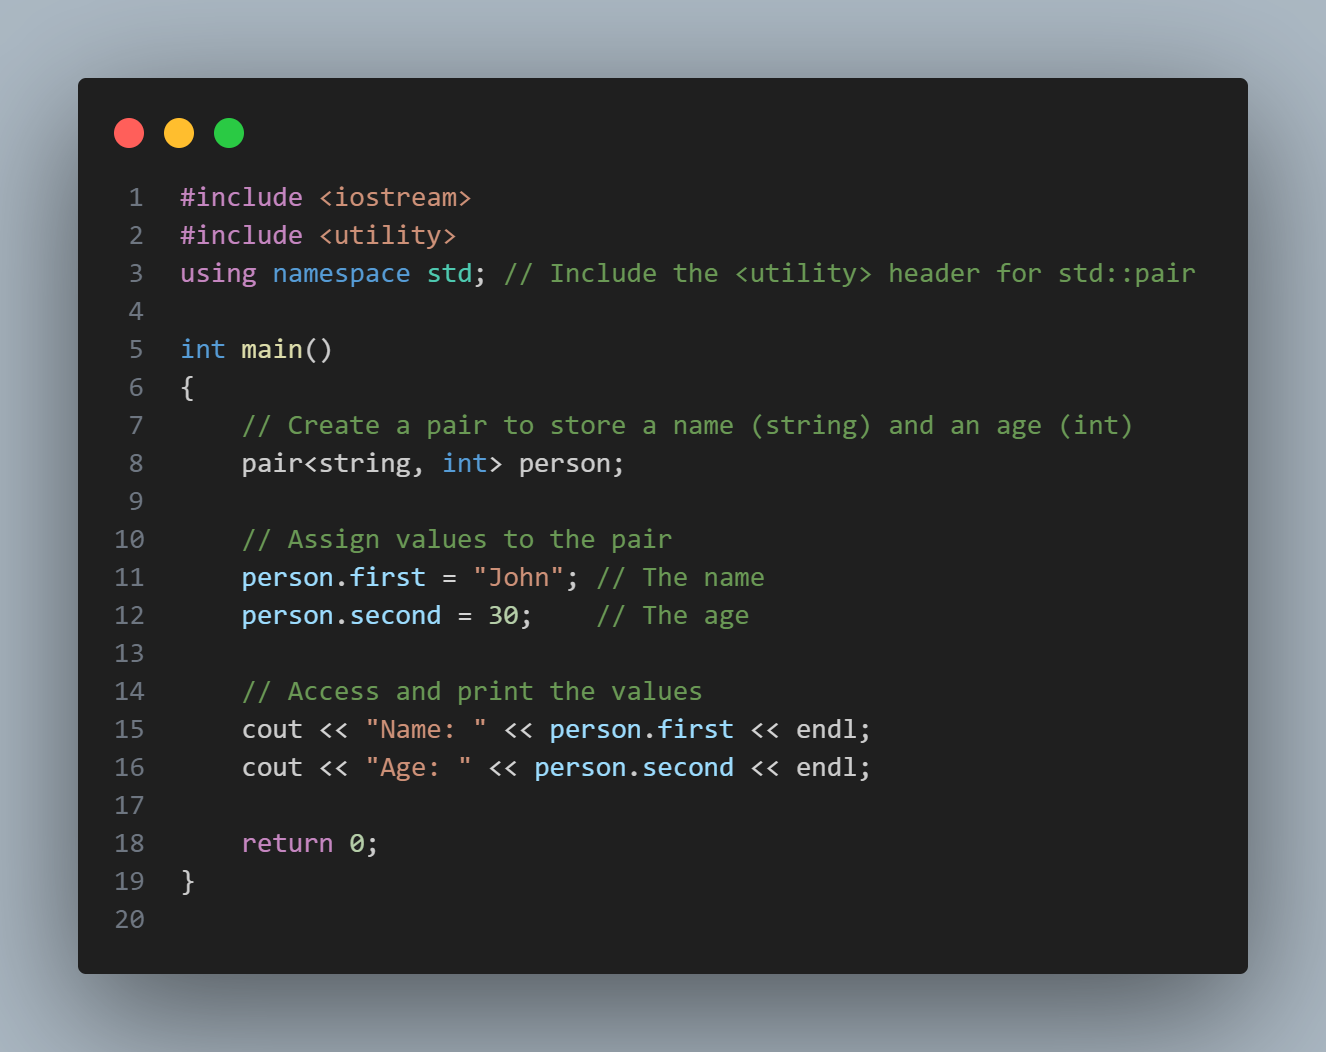 1 #include <iostream>
2 #include <utility>
3 using namespace std; // Include the <utility> header for std::pair
4
5 int main()
6 {
7     // Create a pair to store a name (string) and an age (int)
8     pair<string, int> person;
9
10     // Assign values to the pair
11     person.first = "John"; // The name
12     person.second = 30;    // The age
13
14     // Access and print the values
15     cout << "Name: " << person.first << endl;
16     cout << "Age: " << person.second << endl;
17
18     return 0;
19 }
20